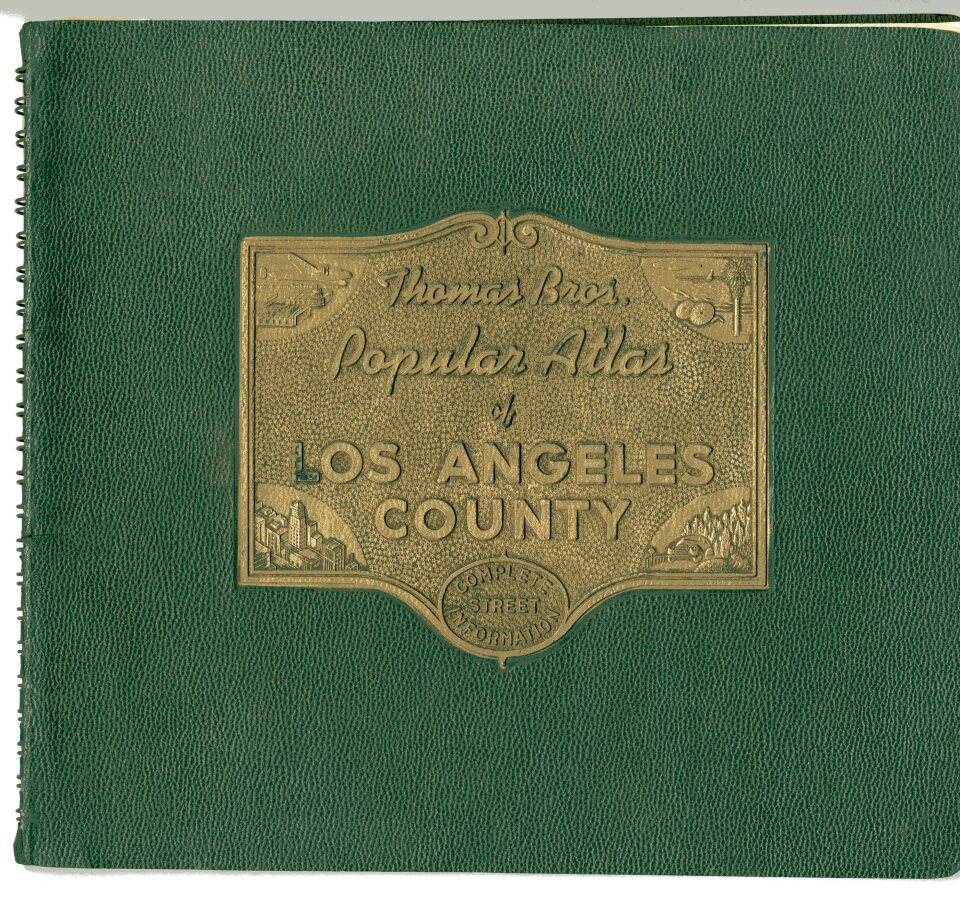 Thomas Bros.
Popular Atlas
of
LOS ANGELES
COUNTY
COMPLETE
STREET
INFORMATION